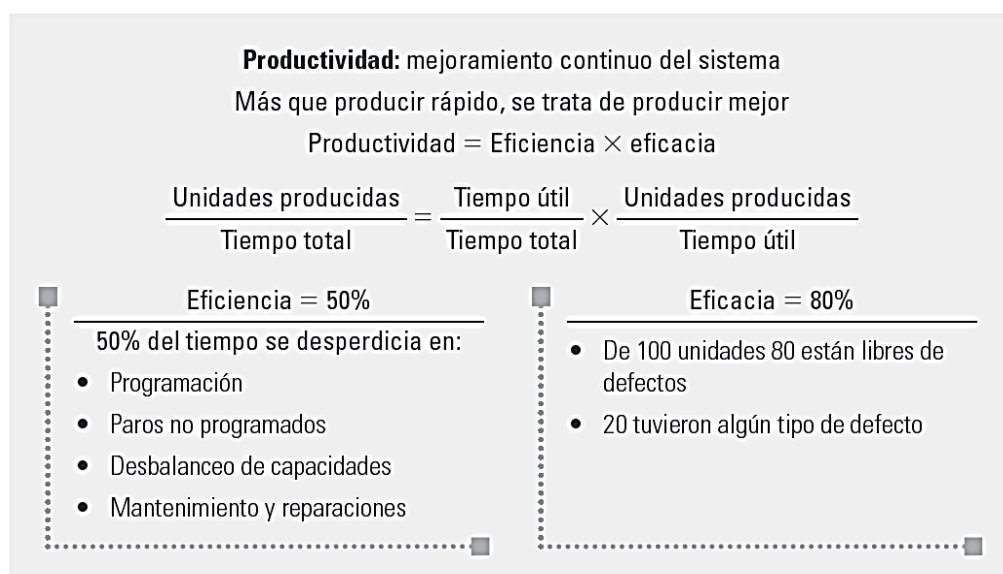 Productividad: mejoramiento continuo del sistema
Más que producir rápido, se trata de producir mejor
Productividad = Eficiencia × eficacia
Unidades producidas / Tiempo total = Tiempo útil / Tiempo total × Unidades producidas / Tiempo útil
Eficiencia = 50%
50% del tiempo se desperdicia en:
• Programación
• Paros no programados
• Desbalanceo de capacidades
• Mantenimiento y reparaciones
Eficacia = 80%
• De 100 unidades 80 están libres de
defectos
• 20 tuvieron algún tipo de defecto